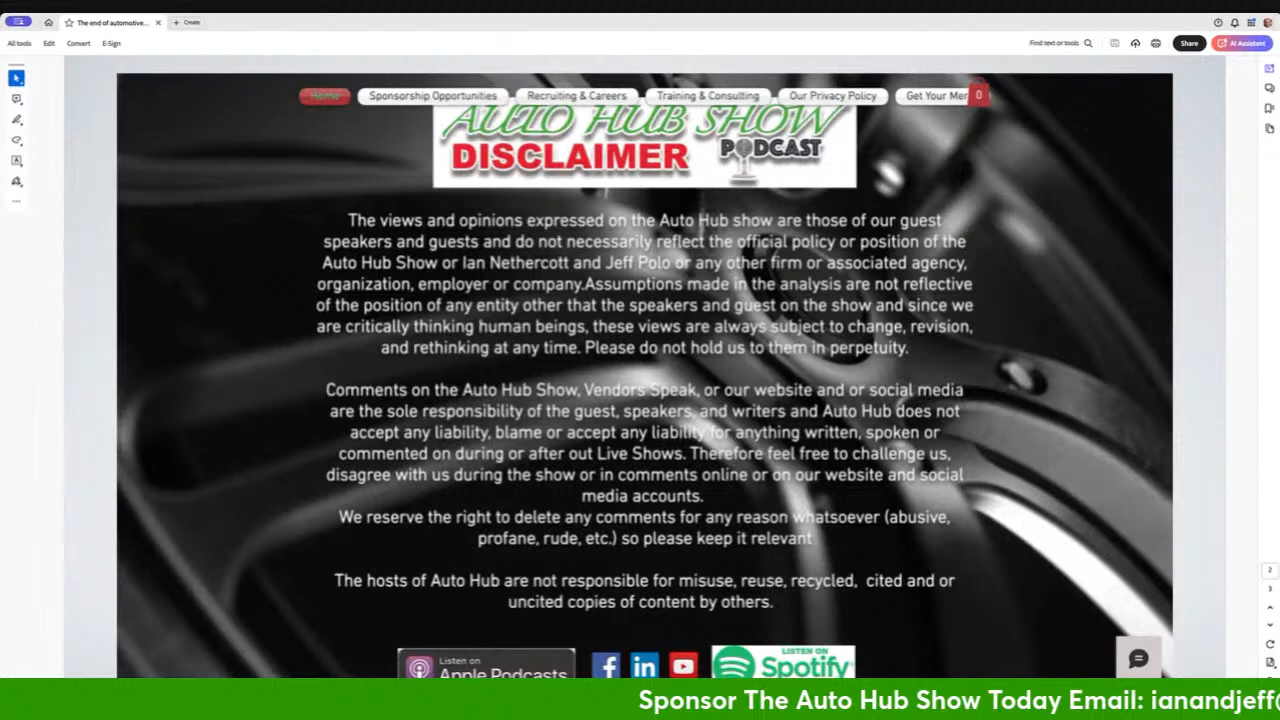 The end of automotive...
Create
All tools
Edit
Convert
E-Sign
Find text or tools
Share
AI Assistant
Home
Sponsorship Opportunities
Recruiting & Careers
Training & Consulting
Our Privacy Policy
Get Your Mer
0
AUTO HUB SHOW
DISCLAIMER
PODCAST
The views and opinions expressed on the Auto Hub show are those of our guest
speakers and guests and do not necessarily reflect the official policy or position of the
Auto Hub Show or Ian Nethercott and Jeff Polo or any other firm or associated agency,
organization, employer or company.Assumptions made in the analysis are not reflective
of the position of any entity other that the speakers and guest on the show and since we
are critically thinking human beings, these views are always subject to change, revision,
and rethinking at any time. Please do not hold us to them in perpetuity.
Comments on the Auto Hub Show, Vendors Speak, or our website and or social media
are the sole responsibility of the guest, speakers, and writers and Auto Hub does not
accept any liability, blame or accept any liability for anything written, spoken or
commented on during or after out Live Shows. Therefore feel free to challenge us,
disagree with us during the show or in comments online or on our website and social
media accounts.
We reserve the right to delete any comments for any reason whatsoever (abusive,
profane, rude, etc.) so please keep it relevant
The hosts of Auto Hub are not responsible for misuse, reuse, recycled, cited and or
uncited copies of content by others.
Listen on
Apple Podcasts
LISTEN ON
Spotify
2
3
Sponsor The Auto Hub Show Today Email: ianandjeff@